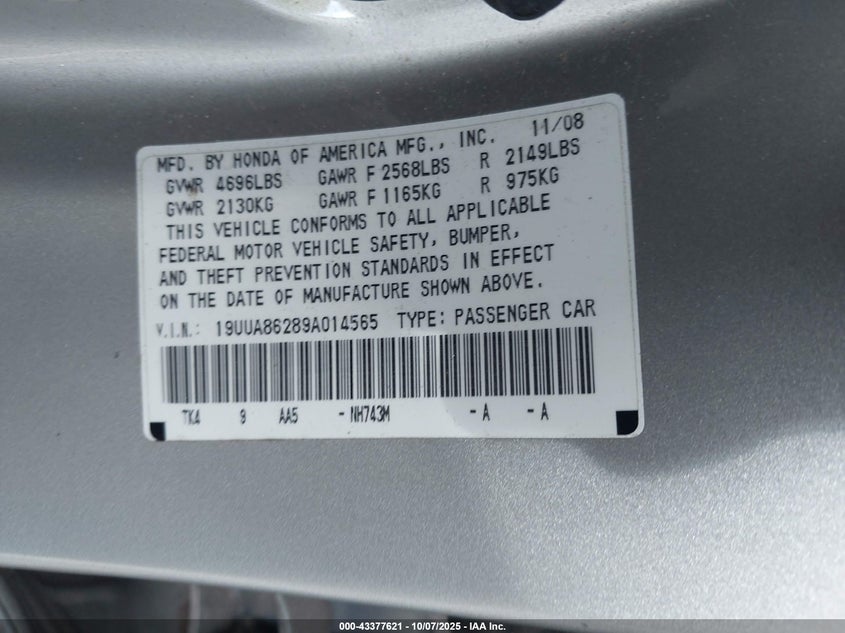 MFD. BY HONDA OF AMERICA MFG., INC. 11/08
GVWR 4696LBS GAWR F 2568LBS R 2149LBS
GVWR 2130KG GAWR F 1165KG R 975KG
THIS VEHICLE CONFORMS TO ALL APPLICABLE
FEDERAL MOTOR VEHICLE SAFETY, BUMPER,
AND THEFT PREVENTION STANDARDS IN EFFECT
ON THE DATE OF MANUFACTURE SHOWN ABOVE.
V.I.N.: 19UUA86289A014565 TYPE: PASSENGER CAR
TK4 9 AA5 - NH743M - A - A
000-43377621 - 10/07/2025 - IAA Inc.